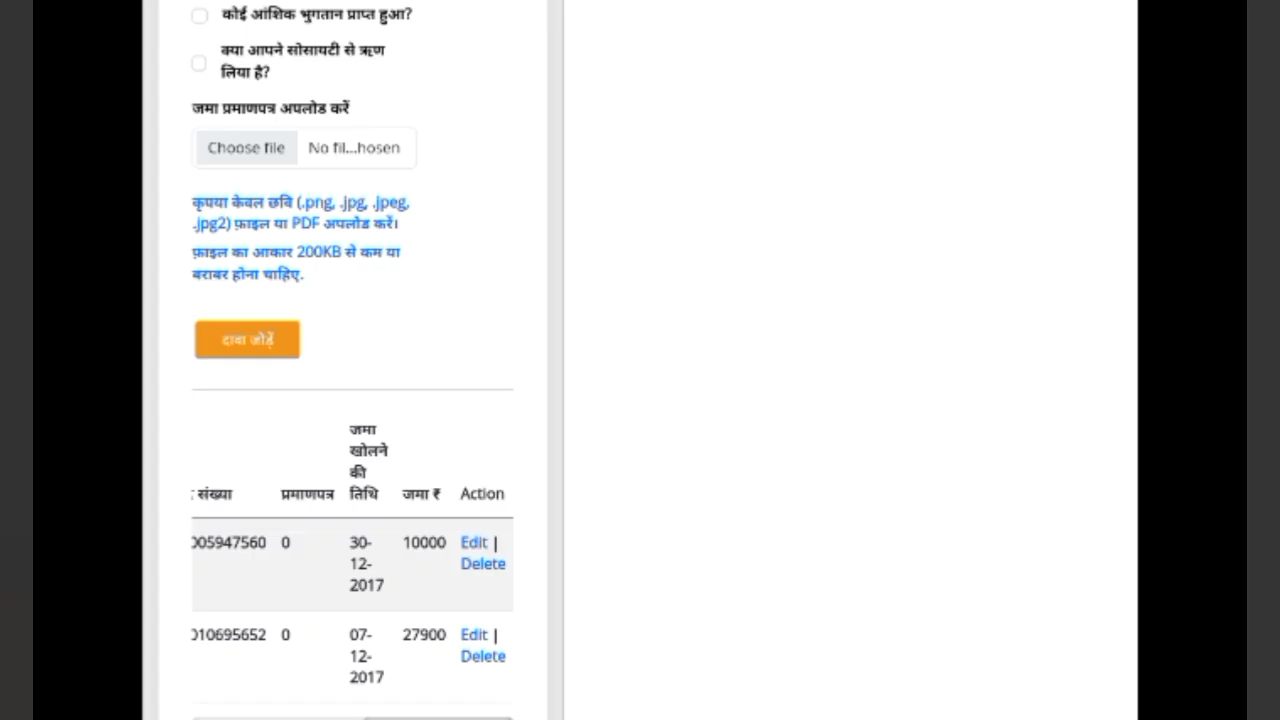 कोई आंशिक भुगतान प्राप्त हुआ?
क्या आपने सोसायटी से ऋण
लिया है?
जमा प्रमाणपत्र अपलोड करें
Choose file No fil...hosen
कृपया केवल छवि (.png, .jpg, .jpeg,
.jpg2) फ़ाइल या PDF अपलोड करें।
फ़ाइल का आकार 200KB से कम या
बराबर होना चाहिए.
दावा जोड़ें
जमा
खोलने
की
संख्या प्रमाणपत्र तिथि जमा ₹ Action
005947560 0 30- 10000 Edit |
12- Delete
2017
010695652 0 07- 27900 Edit |
12- Delete
2017